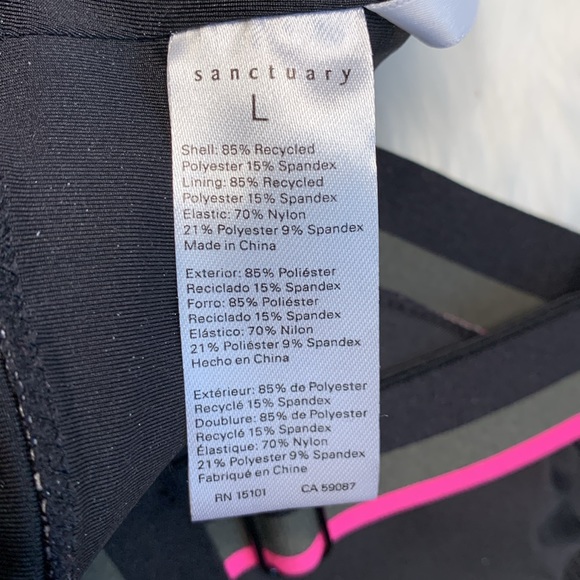 sanctuary
L
Shell: 85% Recycled
Polyester 15% Spandex
Lining: 85% Recycled
Polyester 15% Spandex
Elastic: 70% Nylon
21% Polyester 9% Spandex
Made in China
Exterior: 85% Poliéster
Reciclado 15% Spandex
Forro: 85% Poliéster
Reciclado 15% Spandex
Elástico: 70% Nilon
21% Poliéster 9% Spandex
Hecho en China
Extérieur: 85% de Polyester
Recyclé 15% Spandex
Doublure: 85% de Polyester
Recyclé 15% Spandex
Élastique: 70% Nylon
21% Polyester 9% Spandex
Fabriqué en Chine
RN 15101 CA 59087